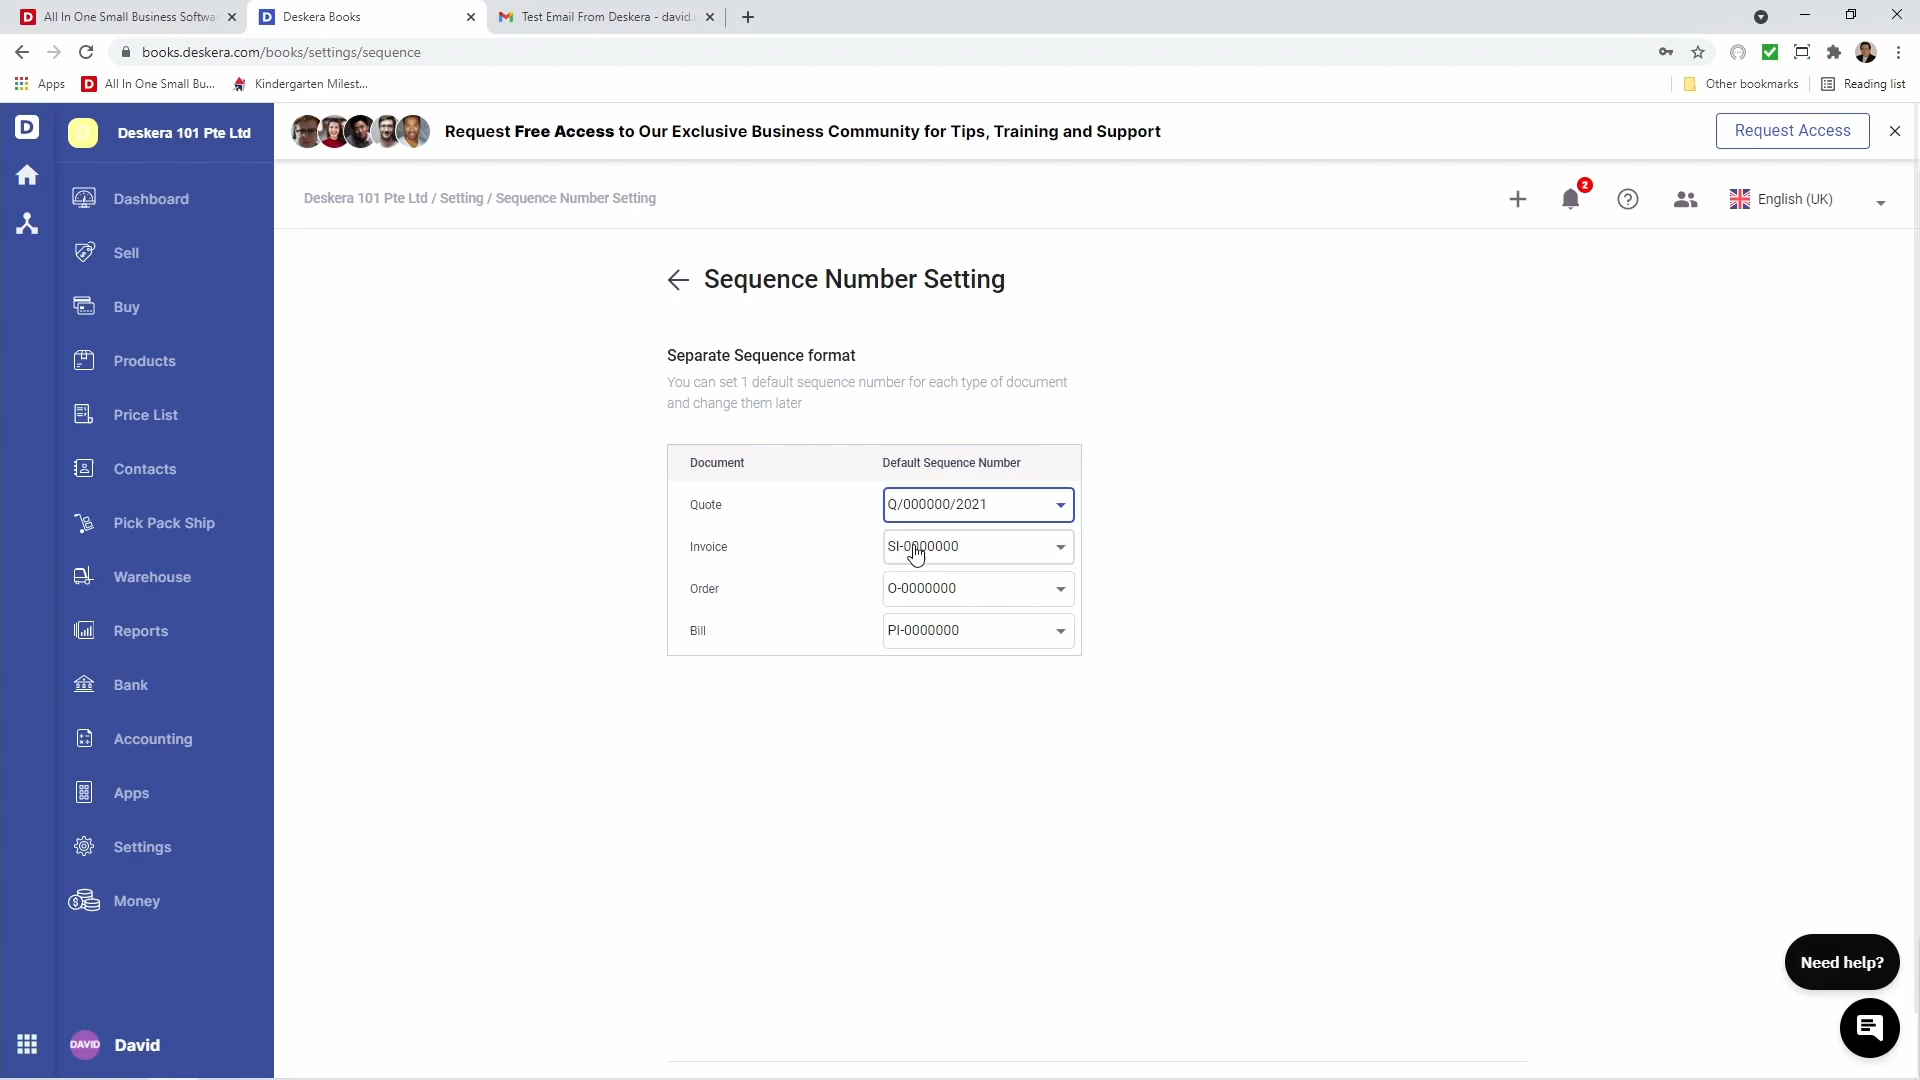 All In One Small Business Softwa
Deskera Books
Test Email From Deskera - david.
books.deskera.com/books/settings/sequence
Apps
All In One Small Bu...
Kindergarten Milest...
Other bookmarks
Reading list
D
Deskera 101 Pte Ltd
Request Free Access to Our Exclusive Business Community for Tips, Training and Support
Request Access
Dashboard
Sell
Buy
Products
Price List
Contacts
Pick Pack Ship
Warehouse
Reports
Bank
Accounting
Apps
Settings
Money
DAVID
David
Deskera 101 Pte Ltd / Setting / Sequence Number Setting
2
English (UK)
Sequence Number Setting
Separate Sequence format
You can set 1 default sequence number for each type of document
and change them later
Document Default Sequence Number
Quote Q/000000/2021
Invoice SI-0000000
Order O-0000000
Bill PI-0000000
Need help?